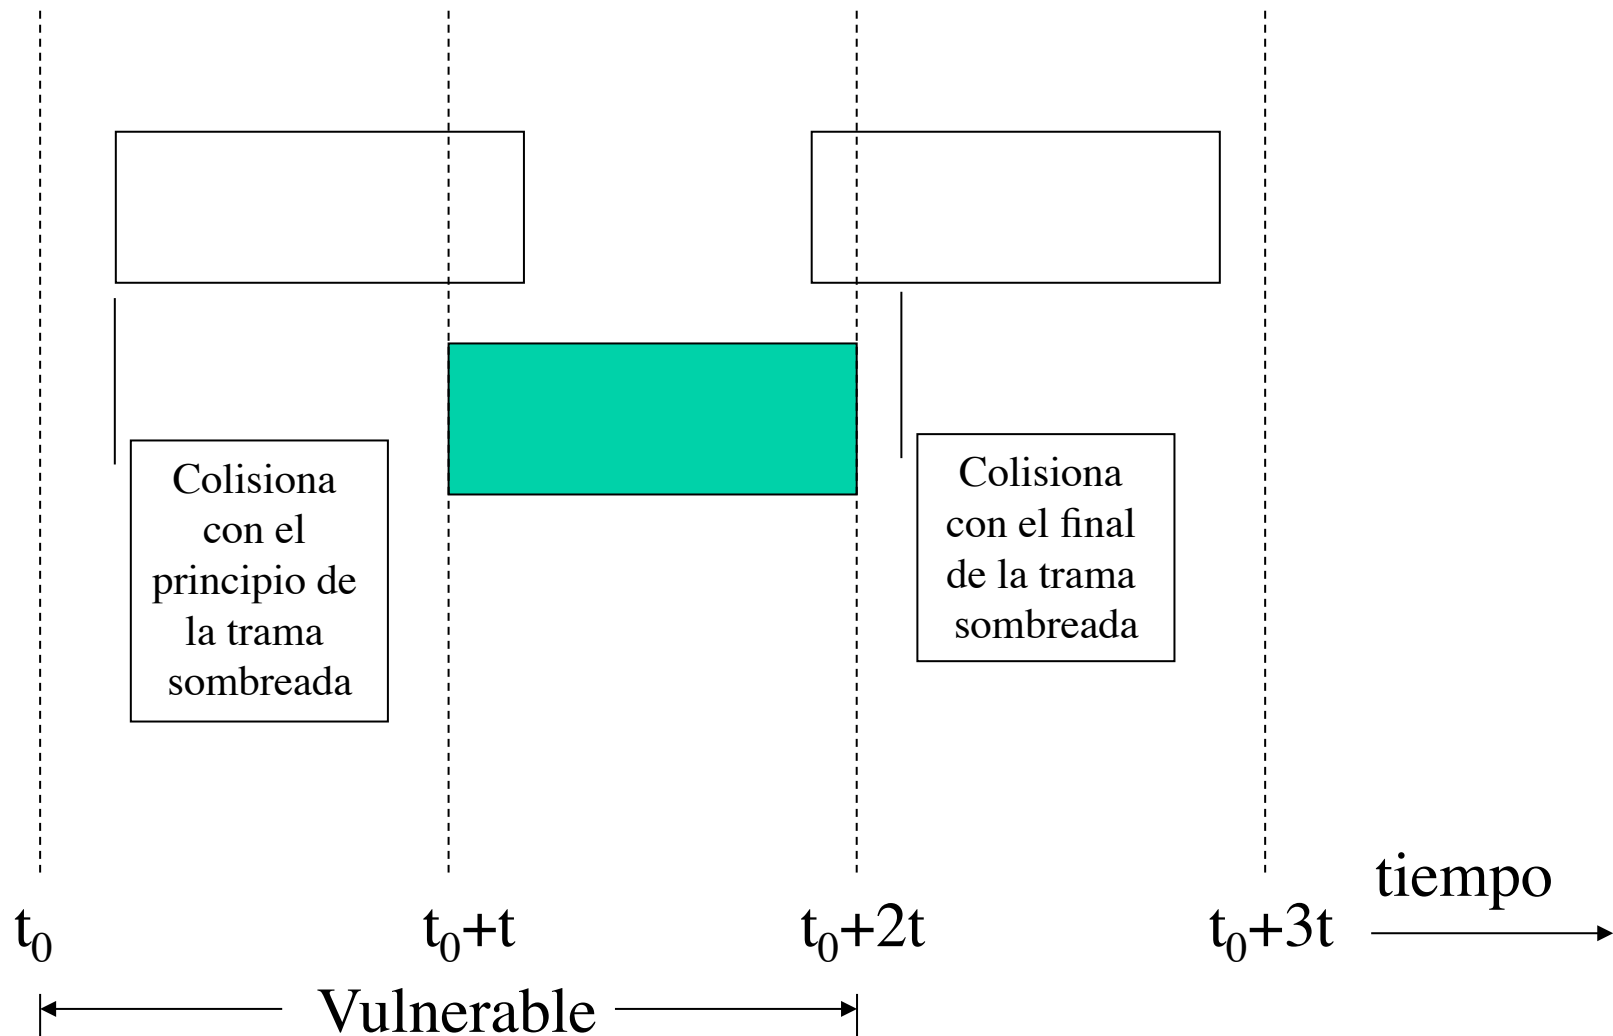 Colisiona
con el
principio de
la trama
sombreada
Colisiona
con el final
de la trama
sombreada
tiempo
t₀
t₀+t
t₀+2t
t₀+3t
Vulnerable